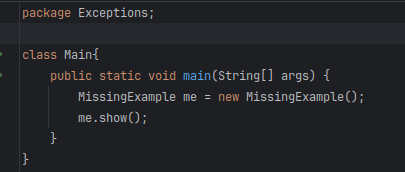 package Exceptions;
class Main{
    public static void main(String[] args) {
        MissingExample me = new MissingExample();
        me.show();
    }
}